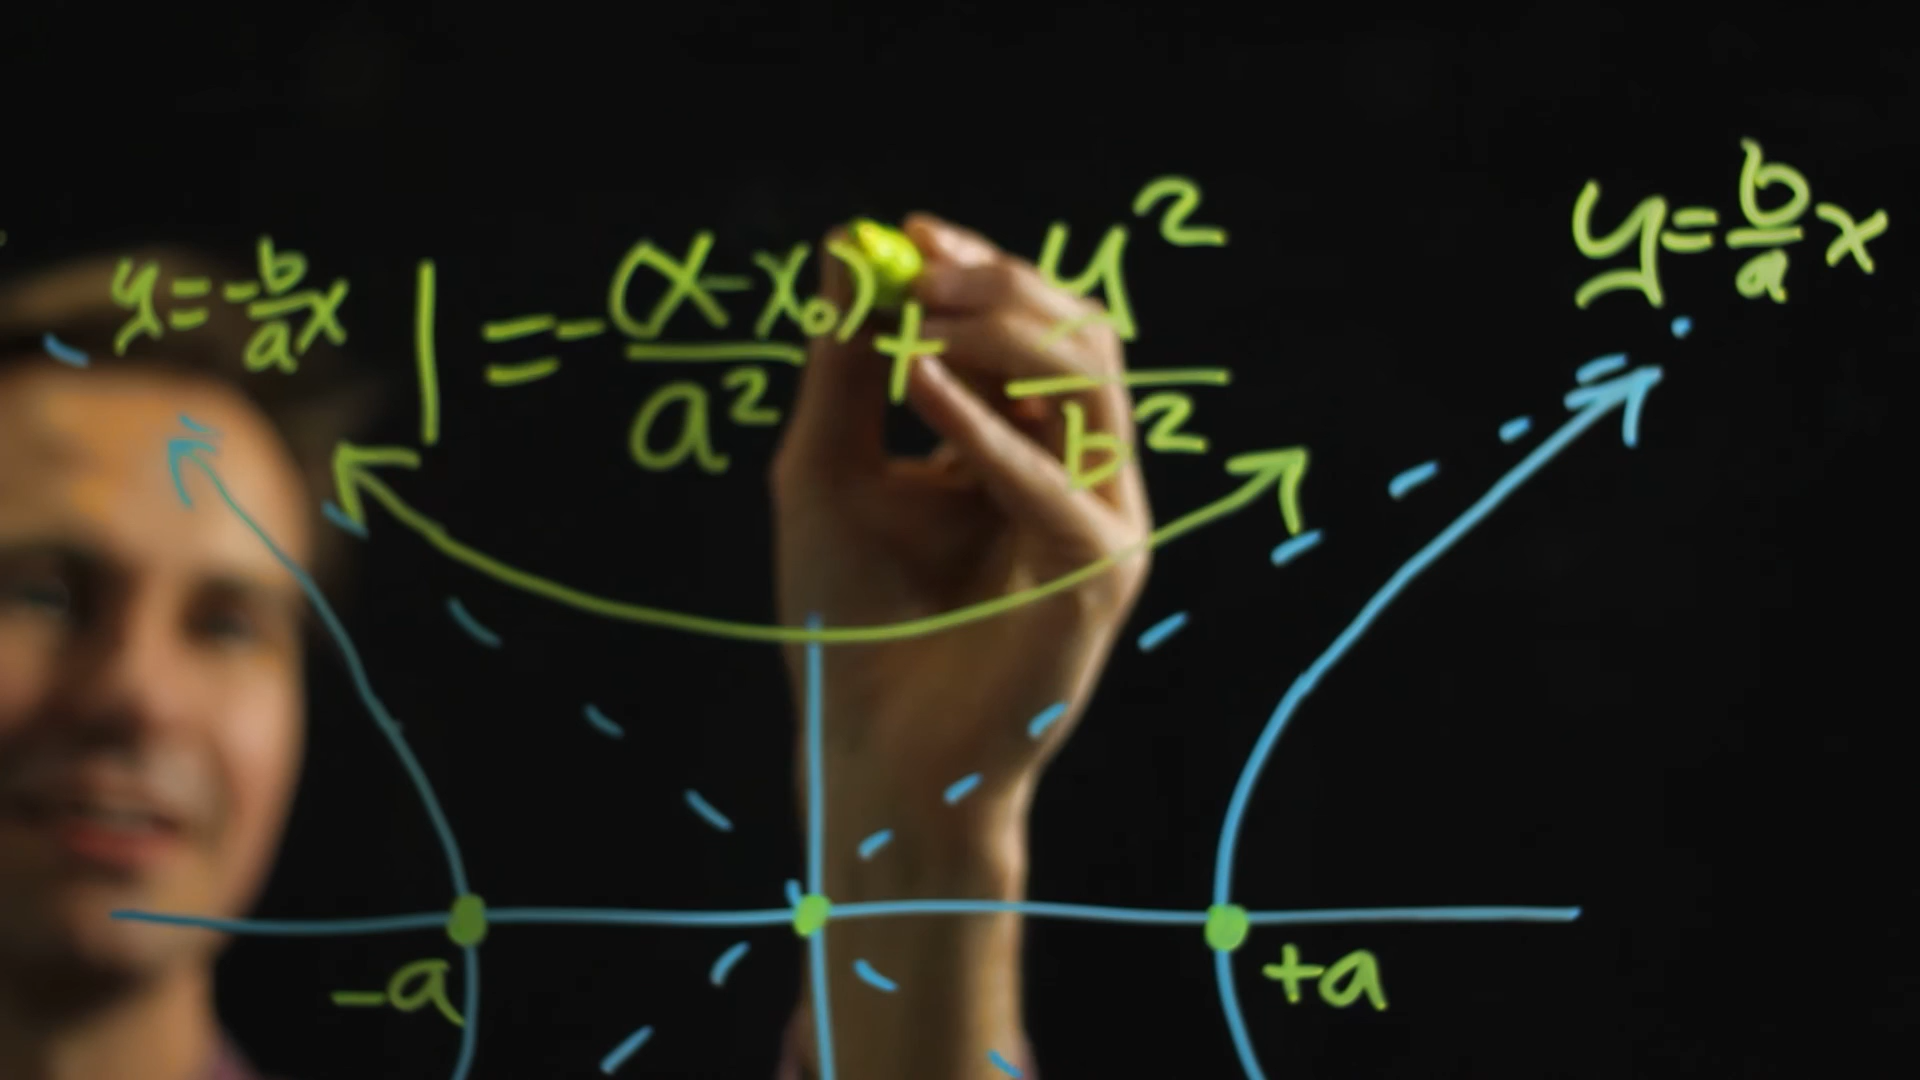 y = -b/a x
1 = - (x - x₀)/a² + y²/b²
y = b/a x
-a
+a